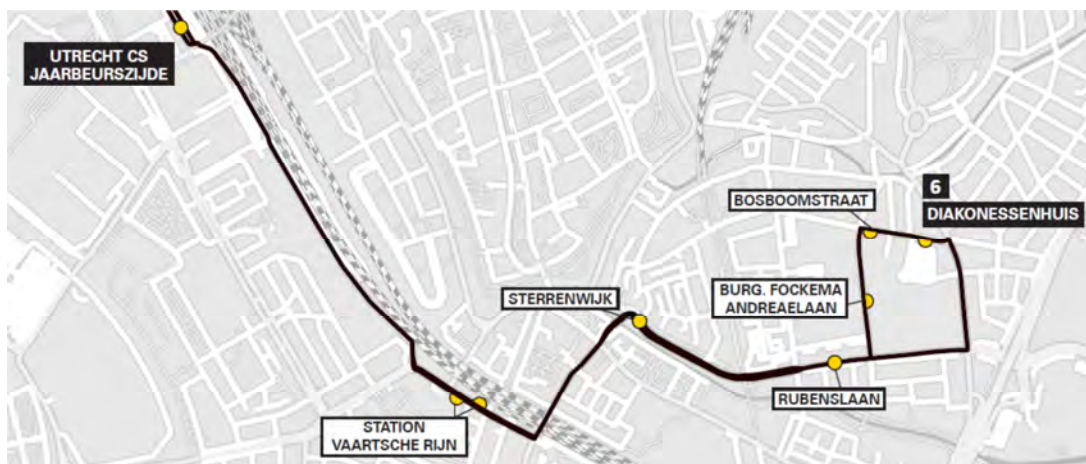 UTRECHT CS
JAARBEURSZIJDE
6
DIAKONESSENHUIS
BOSBOOMSTRAAT
BURG. FOCKEMA
ANDREAELAAN
STERRENWIJK
RUBENSLAAN
STATION
VAARTSCHE RIJN